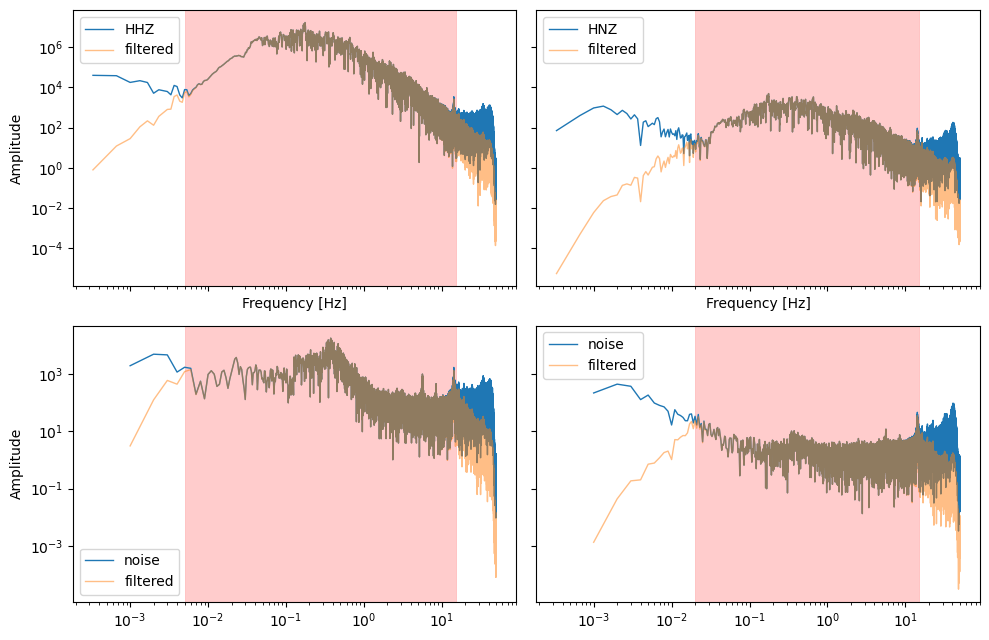 HHZ
filtered
HNZ
filtered
10^6
10^4
10^2
10^0
10^-2
10^-4
Amplitude
Frequency [Hz]
Frequency [Hz]
noise
filtered
10^3
10^1
10^-1
10^-3
Amplitude
noise
filtered
10^-3 10^-2 10^-1 10^0 10^1
10^-3 10^-2 10^-1 10^0 10^1